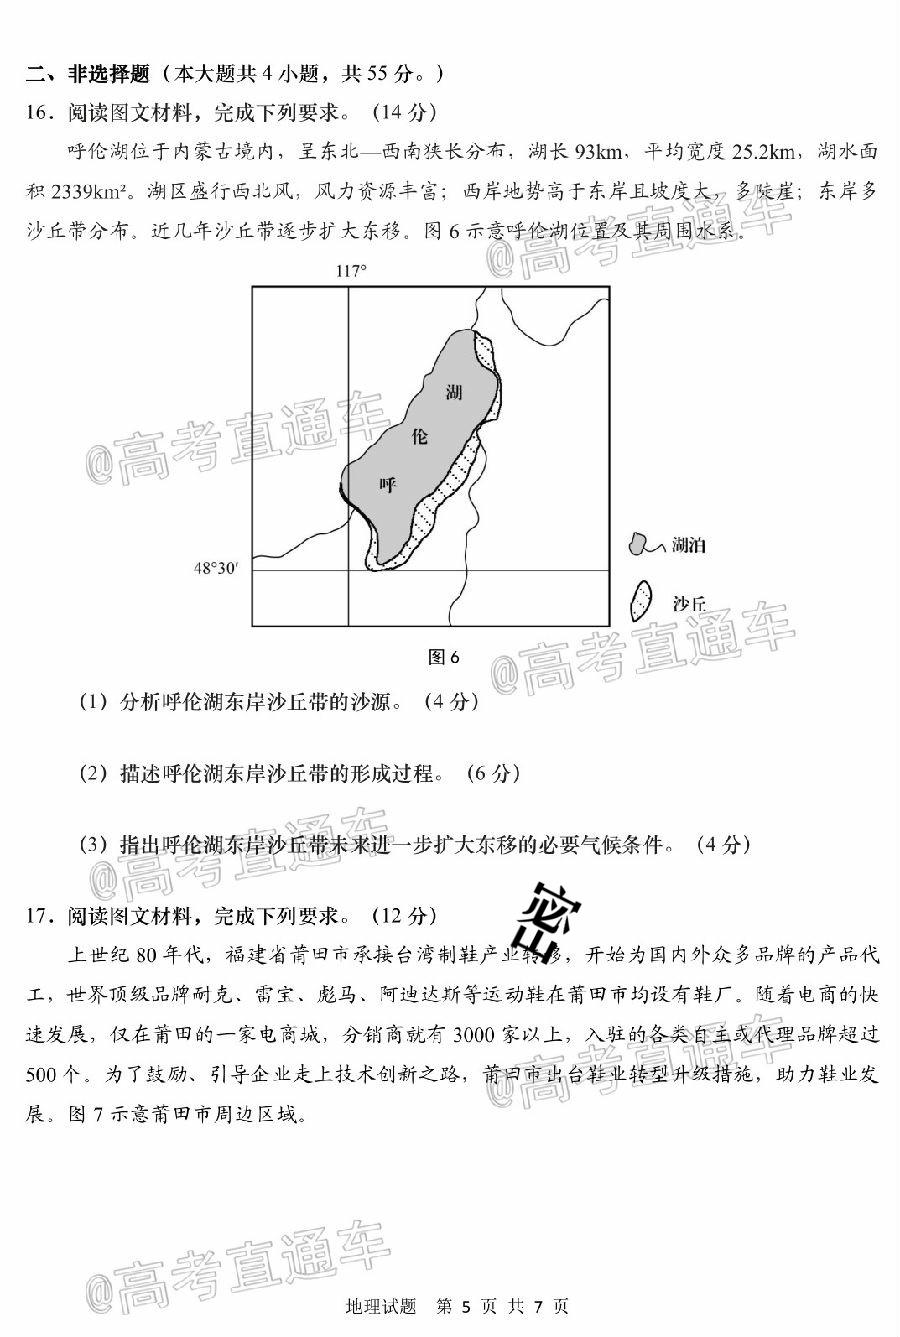 二、非选择题（本大题共 4 小题，共 55 分。）
16．阅读图文材料，完成下列要求。（14 分）
呼伦湖位于内蒙古境内，呈东北—西南狭长分布，湖长 93km，平均宽度 25.2km，湖水面
积 2339km²。湖区盛行西北风，风力资源丰富；西岸地势高于东岸且坡度大，多陡崖；东岸多
沙丘带分布。近几年沙丘带逐步扩大东移。图 6 示意呼伦湖位置及其周围水系。
@高考直通车
117°
湖
伦
呼
@高考直通车
48°30′
湖泊
沙丘
图 6
@高考直通车
（1）分析呼伦湖东岸沙丘带的沙源。（4 分）
（2）描述呼伦湖东岸沙丘带的形成过程。（6 分）
（3）指出呼伦湖东岸沙丘带未来进一步扩大东移的必要气候条件。（4 分）
@高考直通车
密
17．阅读图文材料，完成下列要求。（12 分）
上世纪 80 年代，福建省莆田市承接台湾制鞋产业转移，开始为国内外众多品牌的产品代
工，世界顶级品牌耐克、雷宝、彪马、阿迪达斯等运动鞋在莆田市均设有鞋厂。随着电商的快
速发展，仅在莆田的一家电商城，分销商就有 3000 家以上，入驻的各类自主或代理品牌超过
500 个。为了鼓励、引导企业走上技术创新之路，莆田市出台鞋业转型升级措施，助力鞋业发
展。图 7 示意莆田市周边区域。
@高考直通车
@高考直通车
地理试题 第 5 页 共 7 页